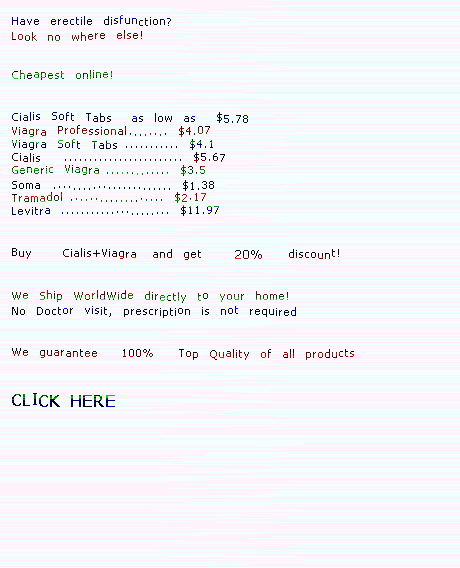 Have erectile disfunction?
Look no where else!
Cheapest online!
Cialis Soft Tabs as low as $5.78
Viagra Professional....... $4.07
Viagra Soft Tabs ........... $4.1
Cialis ........................ $5.67
Generic Viagra ............. $3.5
Soma ........................ $1.38
Tramadol ................... $2.17
Levitra ...................... $11.97
Buy Cialis+Viagra and get 20% discount!
We Ship WorldWide directly to your home!
No Doctor visit, prescription is not required
We guarantee 100% Top Quality of all products
CLICK HERE